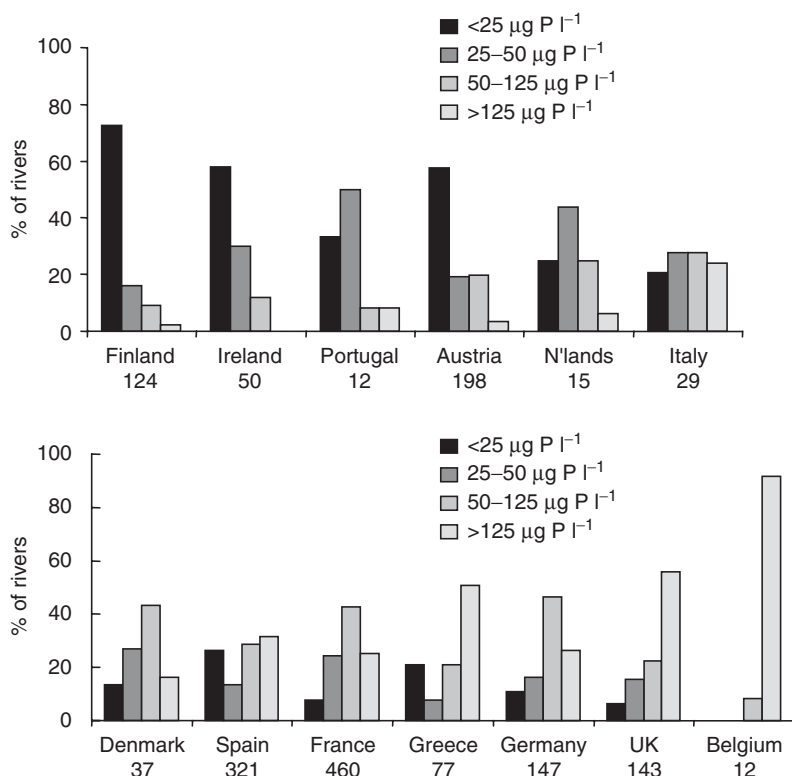 <25 µg P l⁻¹
25–50 µg P l⁻¹
50–125 µg P l⁻¹
>125 µg P l⁻¹
100
80
60
40
20
0
% of rivers
Finland Ireland Portugal Austria N'lands Italy
124 50 12 198 15 29
<25 µg P l⁻¹
25–50 µg P l⁻¹
50–125 µg P l⁻¹
>125 µg P l⁻¹
100
80
60
40
20
0
% of rivers
Denmark Spain France Greece Germany UK Belgium
37 321 460 77 147 143 12